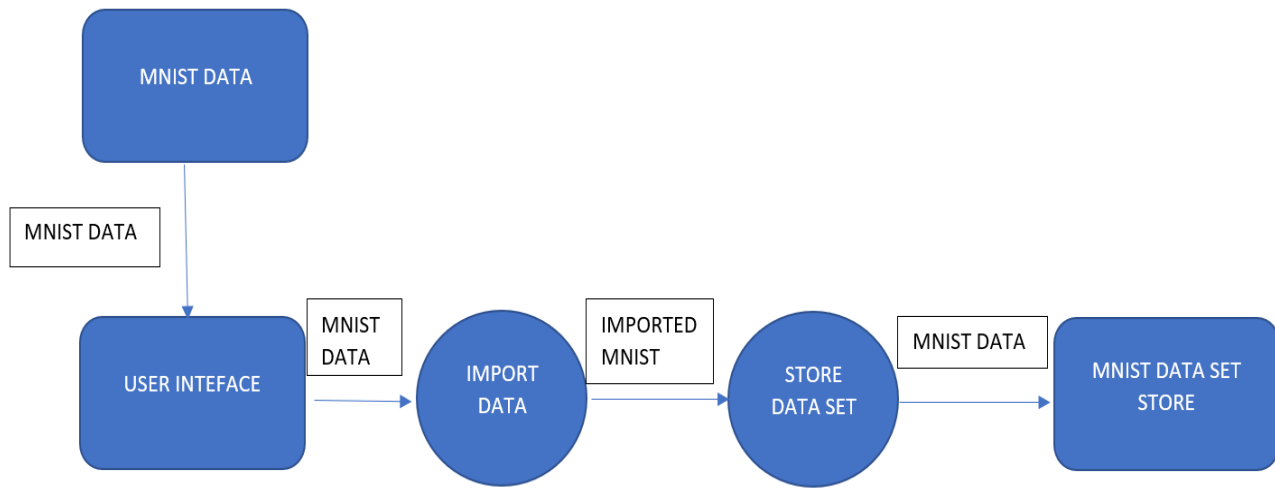 MNIST DATA
MNIST DATA
USER INTEFACE
MNIST
DATA
IMPORT
DATA
IMPORTED
MNIST
STORE
DATA SET
MNIST DATA
MNIST DATA SET
STORE